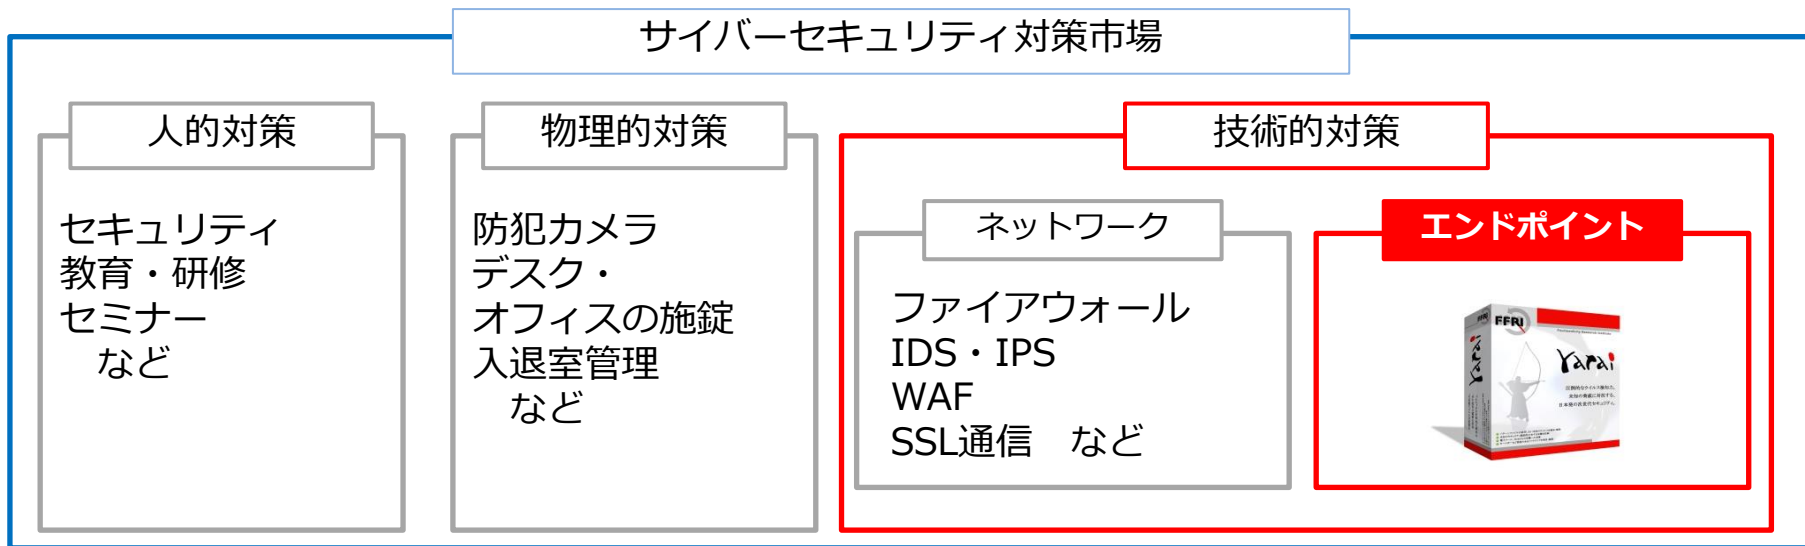 サイバーセキュリティ対策市場
人的対策
セキュリティ
教育・研修
セミナー
など
物理的対策
防犯カメラ
デスク・
オフィスの施錠
入退室管理
など
技術的対策
ネットワーク
ファイアウォール
IDS・IPS
WAF
SSL通信　など
エンドポイント
FFRI
yarai